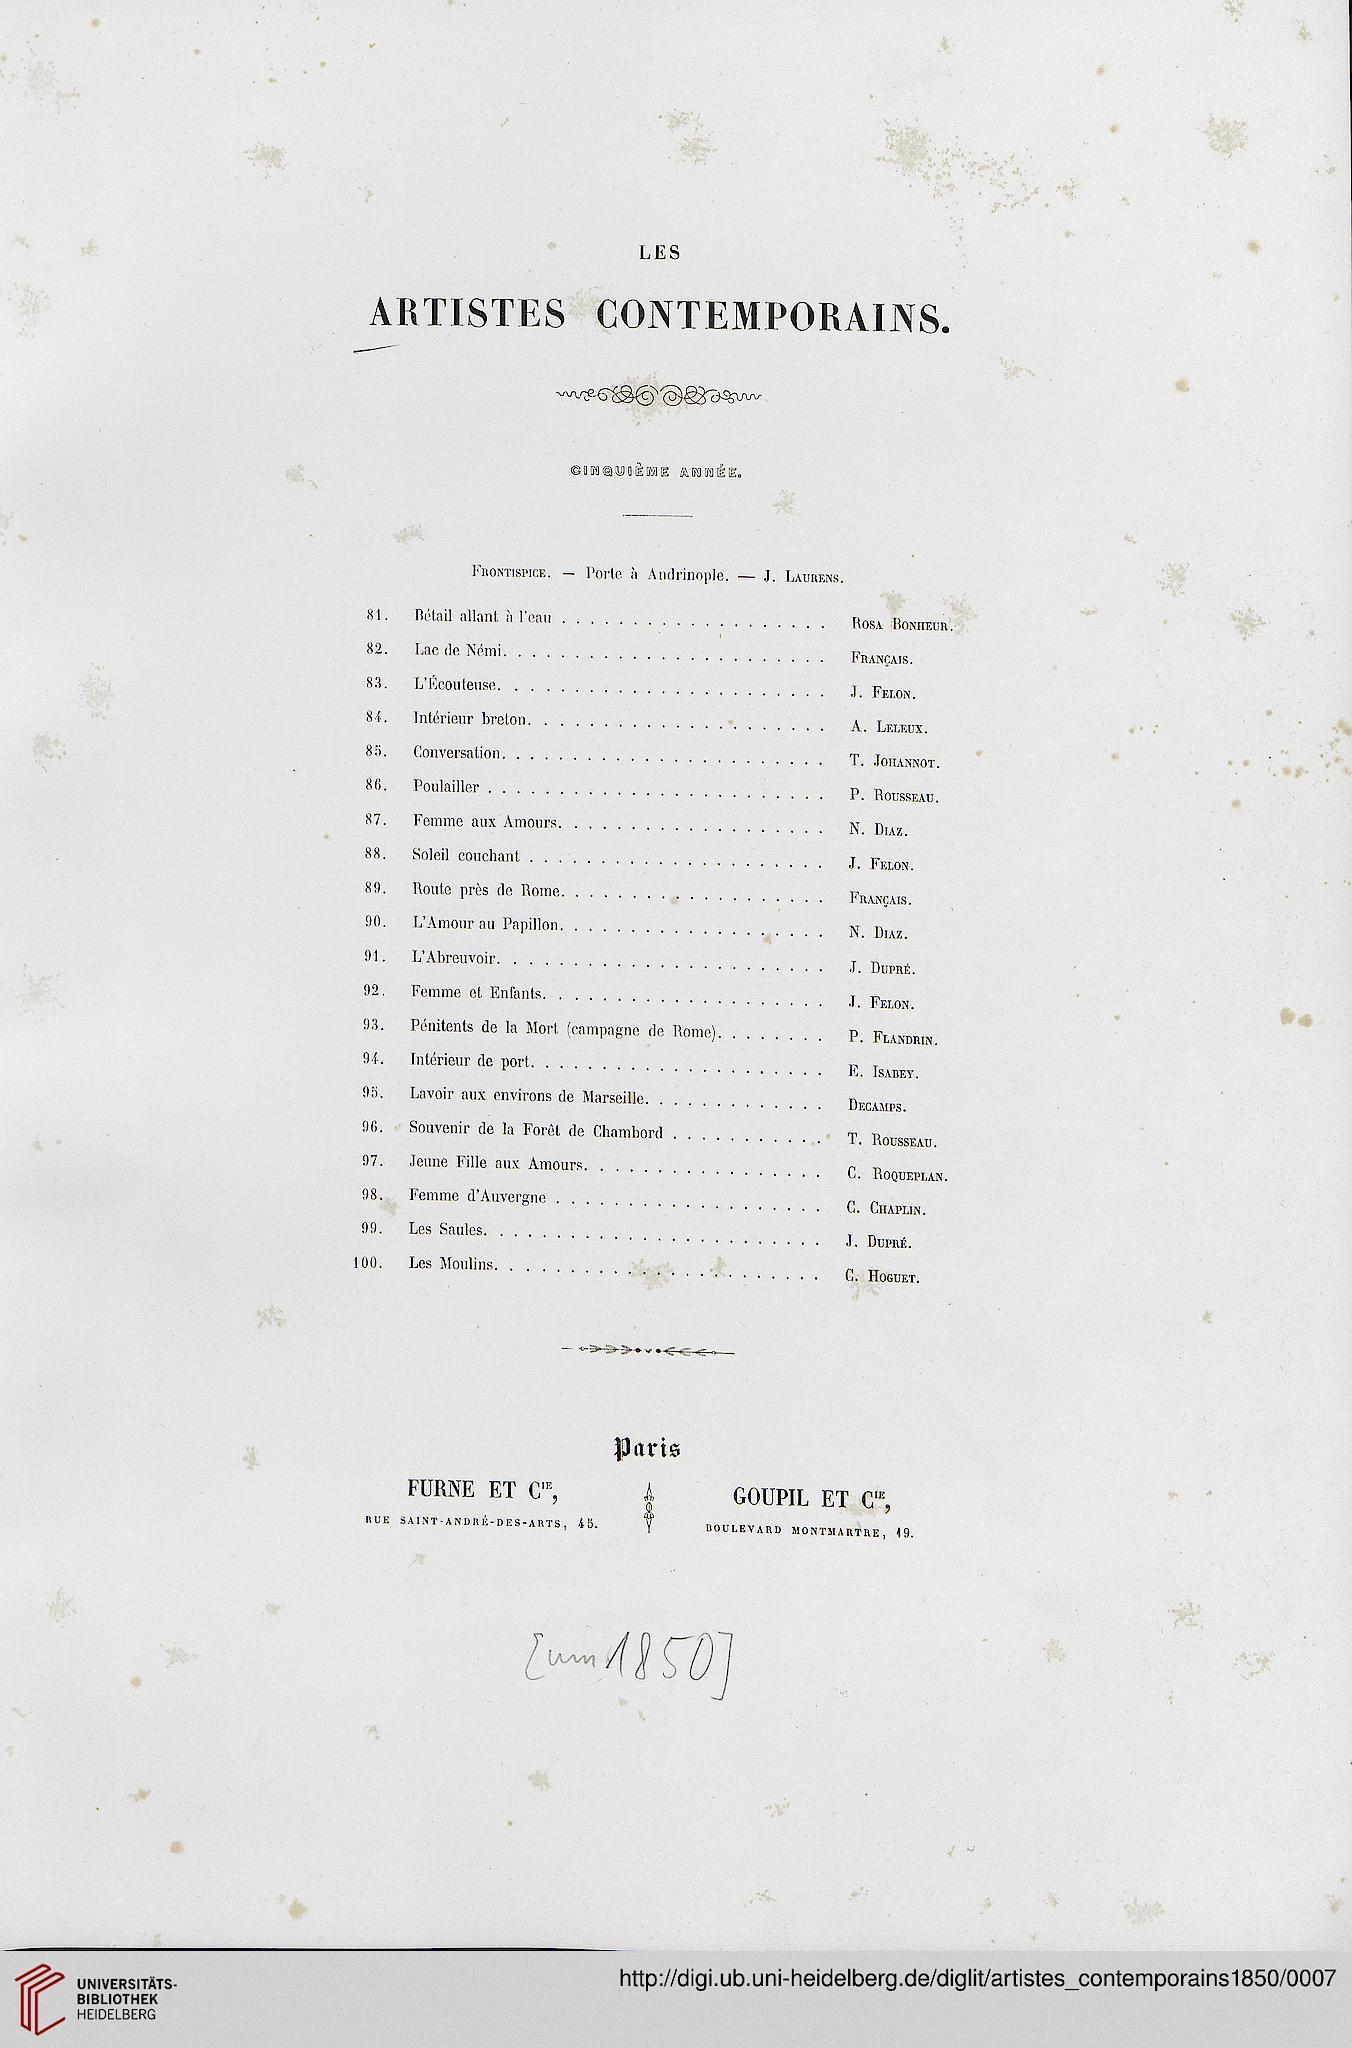 LES
ARTISTES CONTEMPORAINS.
CINQUIÈME ANNÉE.
FRONTISPICE. — Porte à Andrinople. — J. LAURENS.
81. Bétail allant à l'eau . . . . . . . . . . . . . . . . . . . ROSA BONHEUR.
82. Lac de Némi. . . . . . . . . . . . . . . . . . . . . . . FRANÇAIS.
83. L'Écouteuse. . . . . . . . . . . . . . . . . . . . . . . J. FELON.
84. Intérieur breton. . . . . . . . . . . . . . . . . . . . . A. LELEUX.
85. Conversation. . . . . . . . . . . . . . . . . . . . . . . T. JOHANNOT.
86. Poulailler . . . . . . . . . . . . . . . . . . . . . . . . P. ROUSSEAU.
87. Femme aux Amours. . . . . . . . . . . . . . . . . . . N. DIAZ.
88. Soleil couchant . . . . . . . . . . . . . . . . . . . . . J. FELON.
89. Route près de Rome. . . . . . . . . . . . . . . . . . . FRANÇAIS.
90. L'Amour au Papillon. . . . . . . . . . . . . . . . . . . N. DIAZ.
91. L'Abreuvoir. . . . . . . . . . . . . . . . . . . . . . . J. DUPRÉ.
92. Femme et Enfants. . . . . . . . . . . . . . . . . . . . J. FELON.
93. Pénitents de la Mort (campagne de Rome). . . . . . . . P. FLANDRIN.
94. Intérieur de port. . . . . . . . . . . . . . . . . . . . . E. ISABEY.
95. Lavoir aux environs de Marseille. . . . . . . . . . . . . DECAMPS.
96. Souvenir de la Forêt de Chambord . . . . . . . . . . . T. ROUSSEAU.
97. Jeune Fille aux Amours. . . . . . . . . . . . . . . . . C. ROQUEPLAN.
98. Femme d'Auvergne . . . . . . . . . . . . . . . . . . . C. CHAPLIN.
99. Les Saules. . . . . . . . . . . . . . . . . . . . . . . . J. DUPRÉ.
100. Les Moulins. . . . . . . . . . . . . . . . . . . . . . . C. HOGUET.
Paris
FURNE ET CIE,
RUE SAINT-ANDRÉ-DES-ARTS, 45.
GOUPIL ET CIE,
BOULEVARD MONTMARTRE, 19.
[um 1850]
UNIVERSITÄTS-
BIBLIOTHEK
HEIDELBERG
http://digi.ub.uni-heidelberg.de/diglit/artistes_contemporains1850/0007